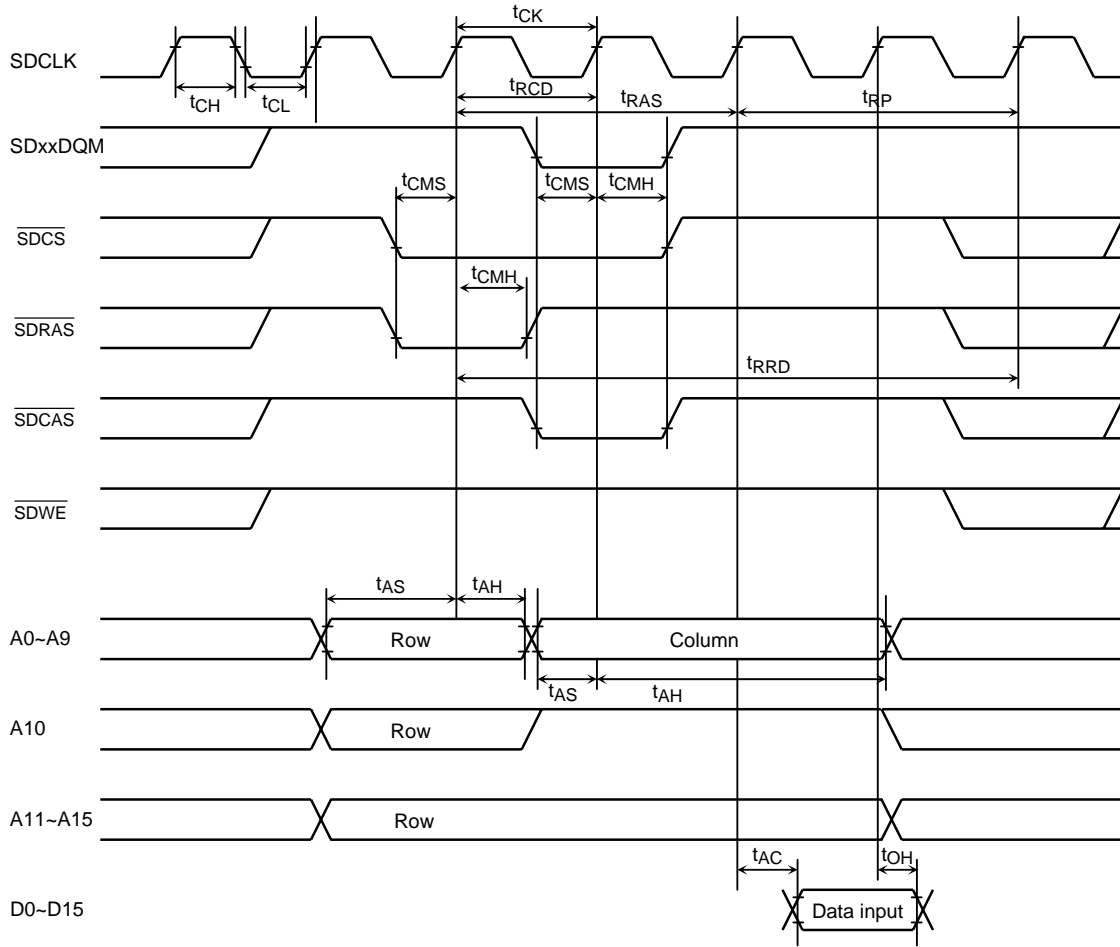 tCK
SDCLK
tCH tCL tRCD tRAS tRP
SDxxDQM
tCMS tCMS tCMH
SDCS
tCMH
SDRAS
tRRD
SDCAS
SDWE
tAS tAH
A0~A9 Row Column
tAS tAH
A10 Row
A11~A15 Row
tAC tOH
D0~D15 Data input